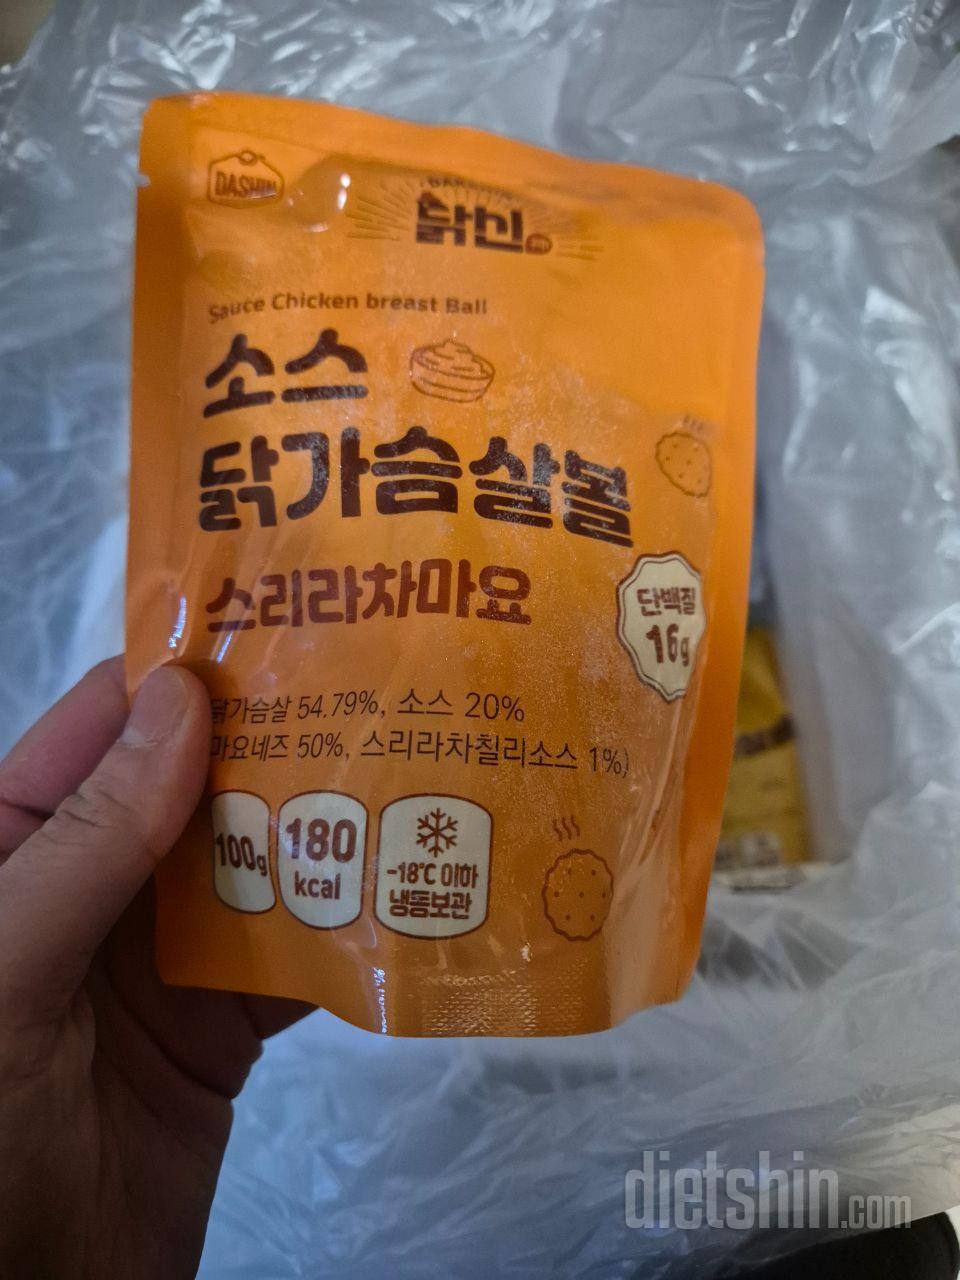 DASHIN
닭신
Sauce Chicken breast Ball
소스
닭가슴살볼
스리라차마요
단백질
16g
닭가슴살 54.79%, 소스 20%
마요네즈 50%, 스리라차칠리소스 1%)
100g
180
kcal
-18℃ 이하
냉동보관
dietshin.com